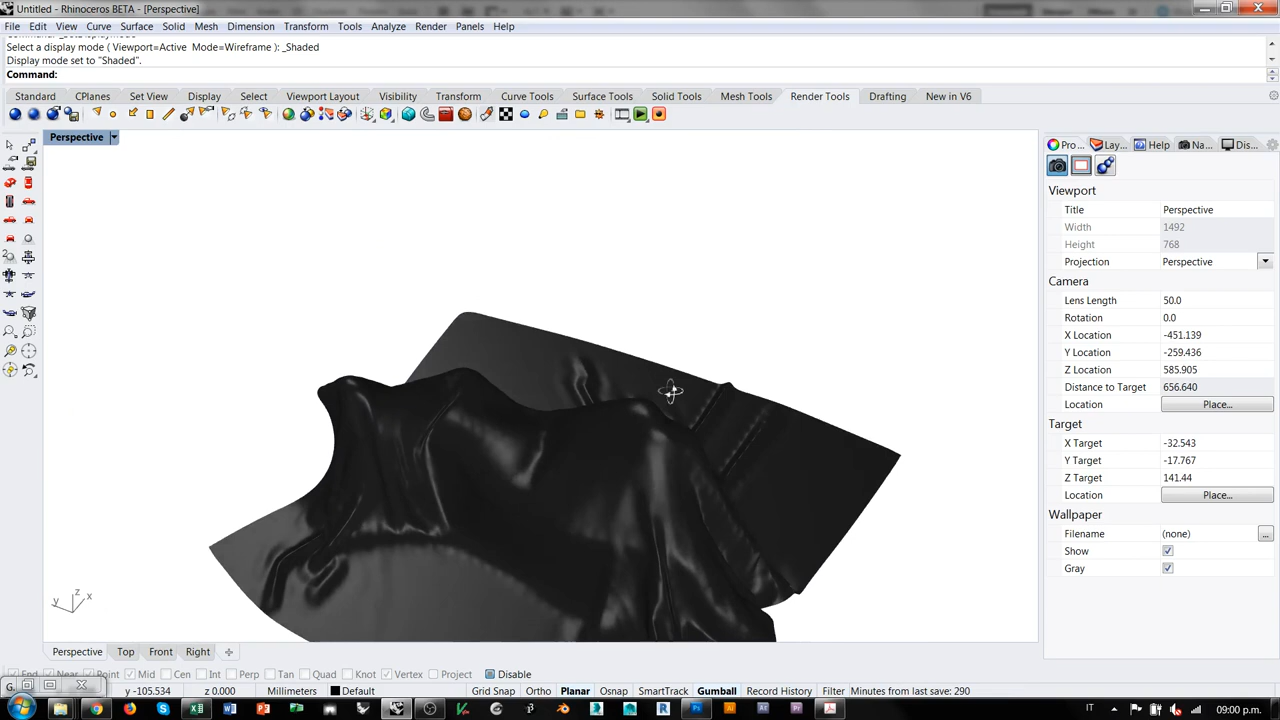 Untitled - Rhinoceros BETA - [Perspective]
File Edit View Curve Surface Solid Mesh Dimension Transform Tools Analyze Render Panels Help
Select a display mode ( Viewport=Active Mode=Wireframe ): _Shaded
Display mode set to "Shaded".
Command:
Standard CPlanes Set View Display Select Viewport Layout Visibility Transform Curve Tools Surface Tools Solid Tools Mesh Tools Render Tools Drafting New in V6
Perspective
Pro... Lay... Help Na... Dis...
Viewport
Title Perspective
Width 1492
Height 768
Projection Perspective
Camera
Lens Length 50.0
Rotation 0.0
X Location -451.139
Y Location -259.436
Z Location 585.905
Distance to Target 656.640
Location Place...
Target
X Target -32.543
Y Target -17.767
Z Target 141.44
Location Place...
Wallpaper
Filename (none) ...
Show
Gray
z
y x
Perspective Top Front Right
End Near Point Mid Cen Int Perp Tan Quad Knot Vertex Project Disable
G. y -105.534 z 0.000 Millimeters Default Grid Snap Ortho Planar Osnap SmartTrack Gumball Record History Filter Minutes from last save: 290
IT 09:00 p.m.